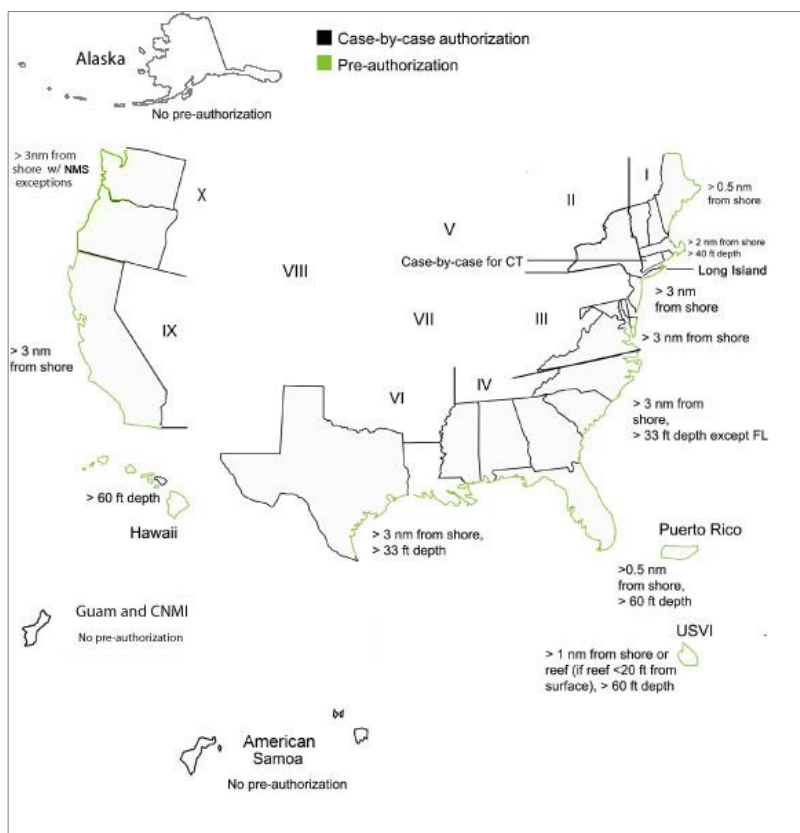 Alaska
Case-by-case authorization
Pre-authorization
No pre-authorization
> 3nm from
shore w/ NMS
exceptions
X
I
II
> 0.5 nm
from shore
V
> 2 nm from shore
> 40 ft depth
Case-by-case for CT
Long Island
VIII
> 3 nm
from shore
IX
VII
III
> 3 nm from shore
> 3 nm
from shore
VI
IV
> 3 nm from
shore,
> 33 ft depth except FL
> 60 ft depth
Hawaii
> 3 nm from shore,
> 33 ft depth
Puerto Rico
>0.5 nm
from shore,
> 60 ft depth
Guam and CNMI
No pre-authorization
USVI
> 1 nm from shore or
reef (if reef <20 ft from
surface), > 60 ft depth
American
Samoa
No pre-authorization